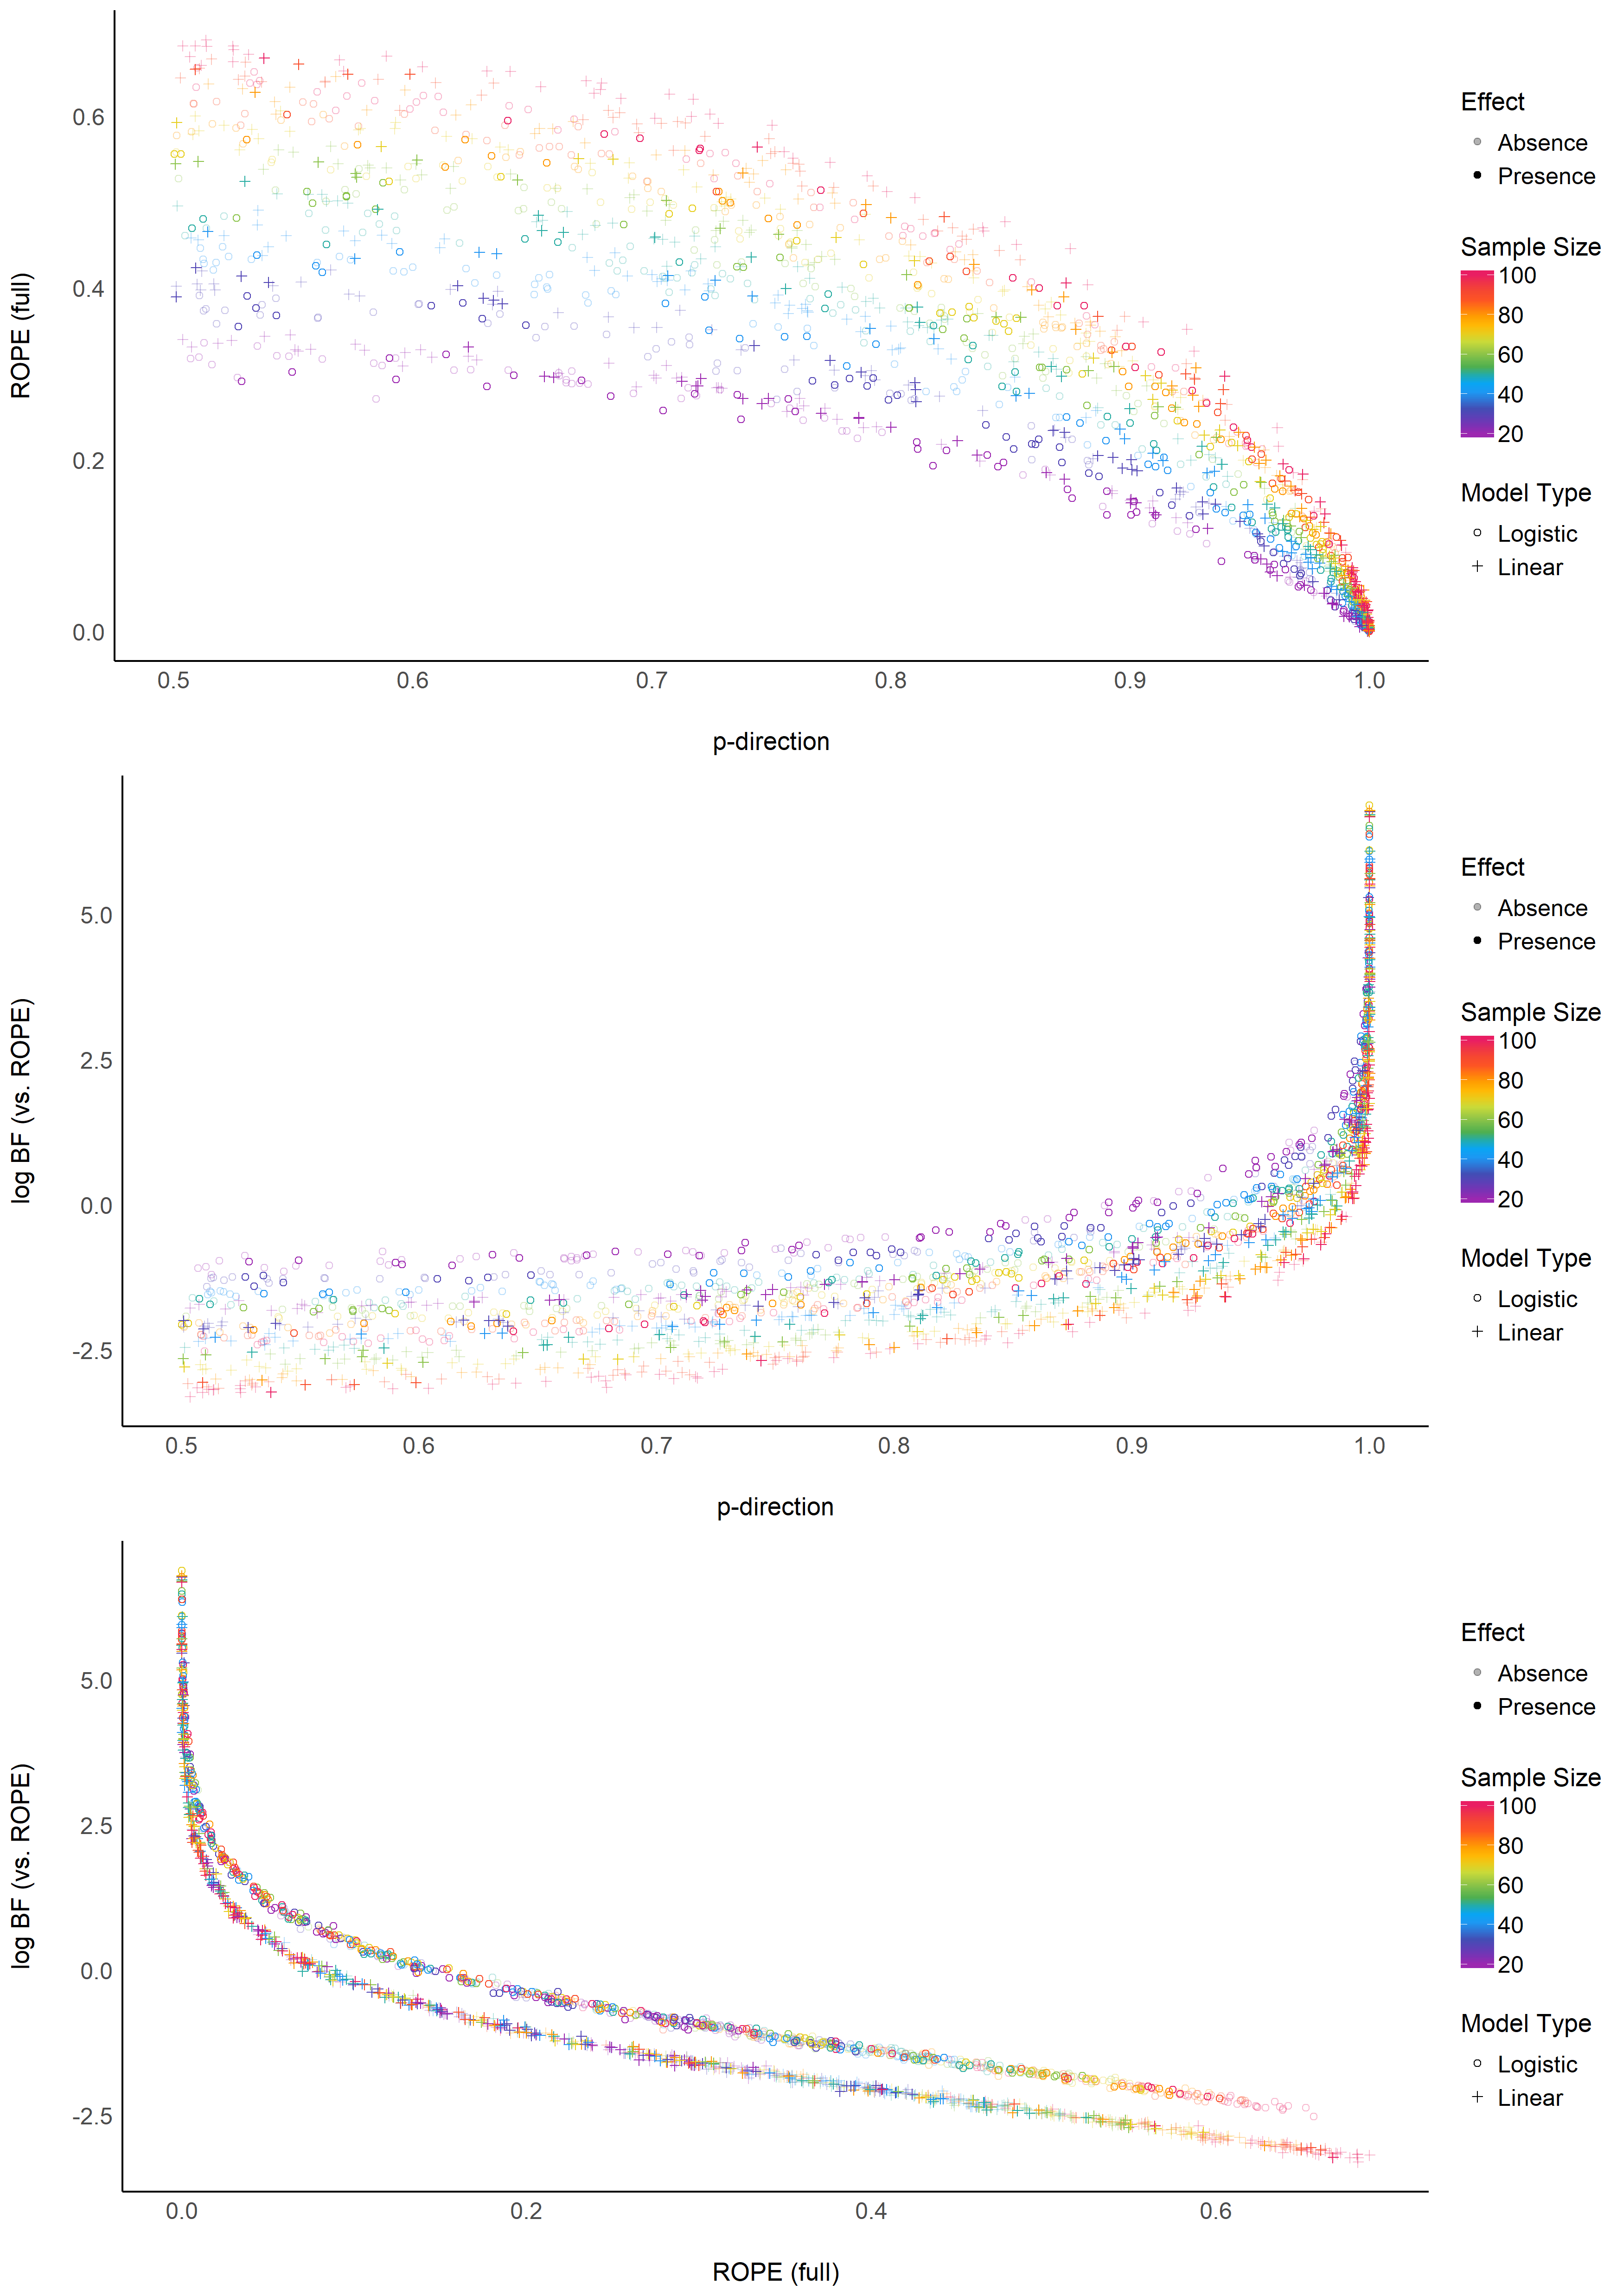 ROPE (full)
0.6
0.4
0.2
0.0
0.5 0.6 0.7 0.8 0.9 1.0
p-direction
Effect
Absence
Presence
Sample Size
100
80
60
40
20
Model Type
Logistic
Linear
log BF (vs. ROPE)
5.0
2.5
0.0
-2.5
0.5 0.6 0.7 0.8 0.9 1.0
p-direction
Effect
Absence
Presence
Sample Size
100
80
60
40
20
Model Type
Logistic
Linear
log BF (vs. ROPE)
5.0
2.5
0.0
-2.5
0.0 0.2 0.4 0.6
ROPE (full)
Effect
Absence
Presence
Sample Size
100
80
60
40
20
Model Type
Logistic
Linear